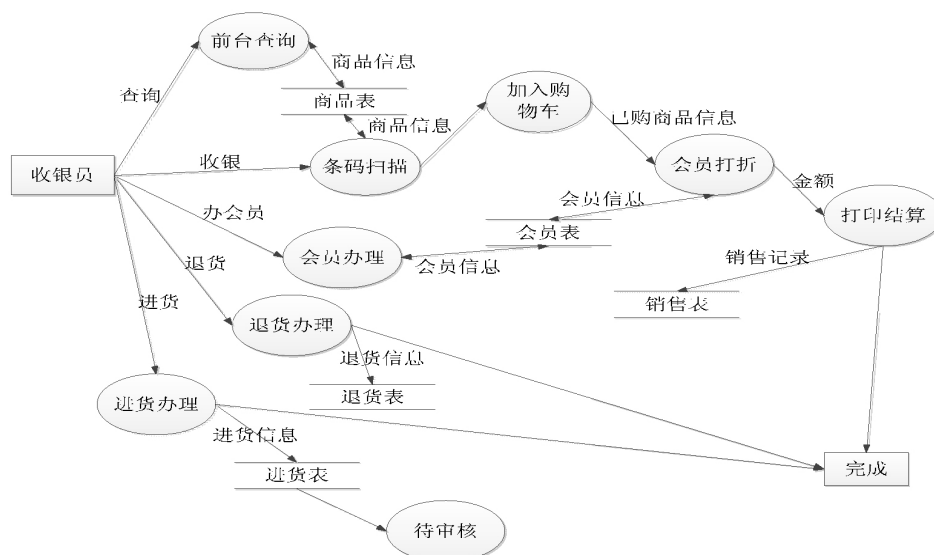 前台查询
商品信息
查询
商品表
加入购
物车
商品信息
已购商品信息
收银员
收银
条码扫描
会员打折
金额
办会员
会员信息
打印结算
会员表
退货
会员办理
会员信息
销售记录
进货
销售表
退货办理
退货信息
退货表
进货办理
进货信息
进货表
完成
待审核